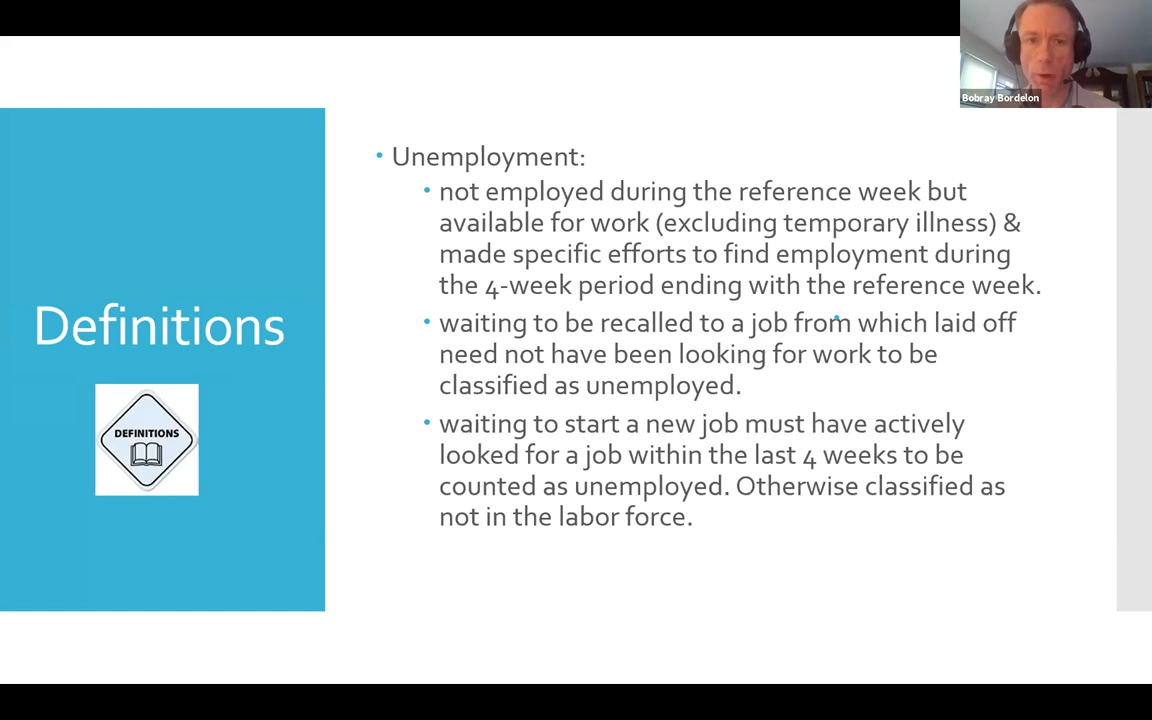 Bobray Bordelon
Definitions
DEFINITIONS
• Unemployment:
• not employed during the reference week but
available for work (excluding temporary illness) &
made specific efforts to find employment during
the 4-week period ending with the reference week.
• waiting to be recalled to a job from which laid off
need not have been looking for work to be
classified as unemployed.
• waiting to start a new job must have actively
looked for a job within the last 4 weeks to be
counted as unemployed. Otherwise classified as
not in the labor force.